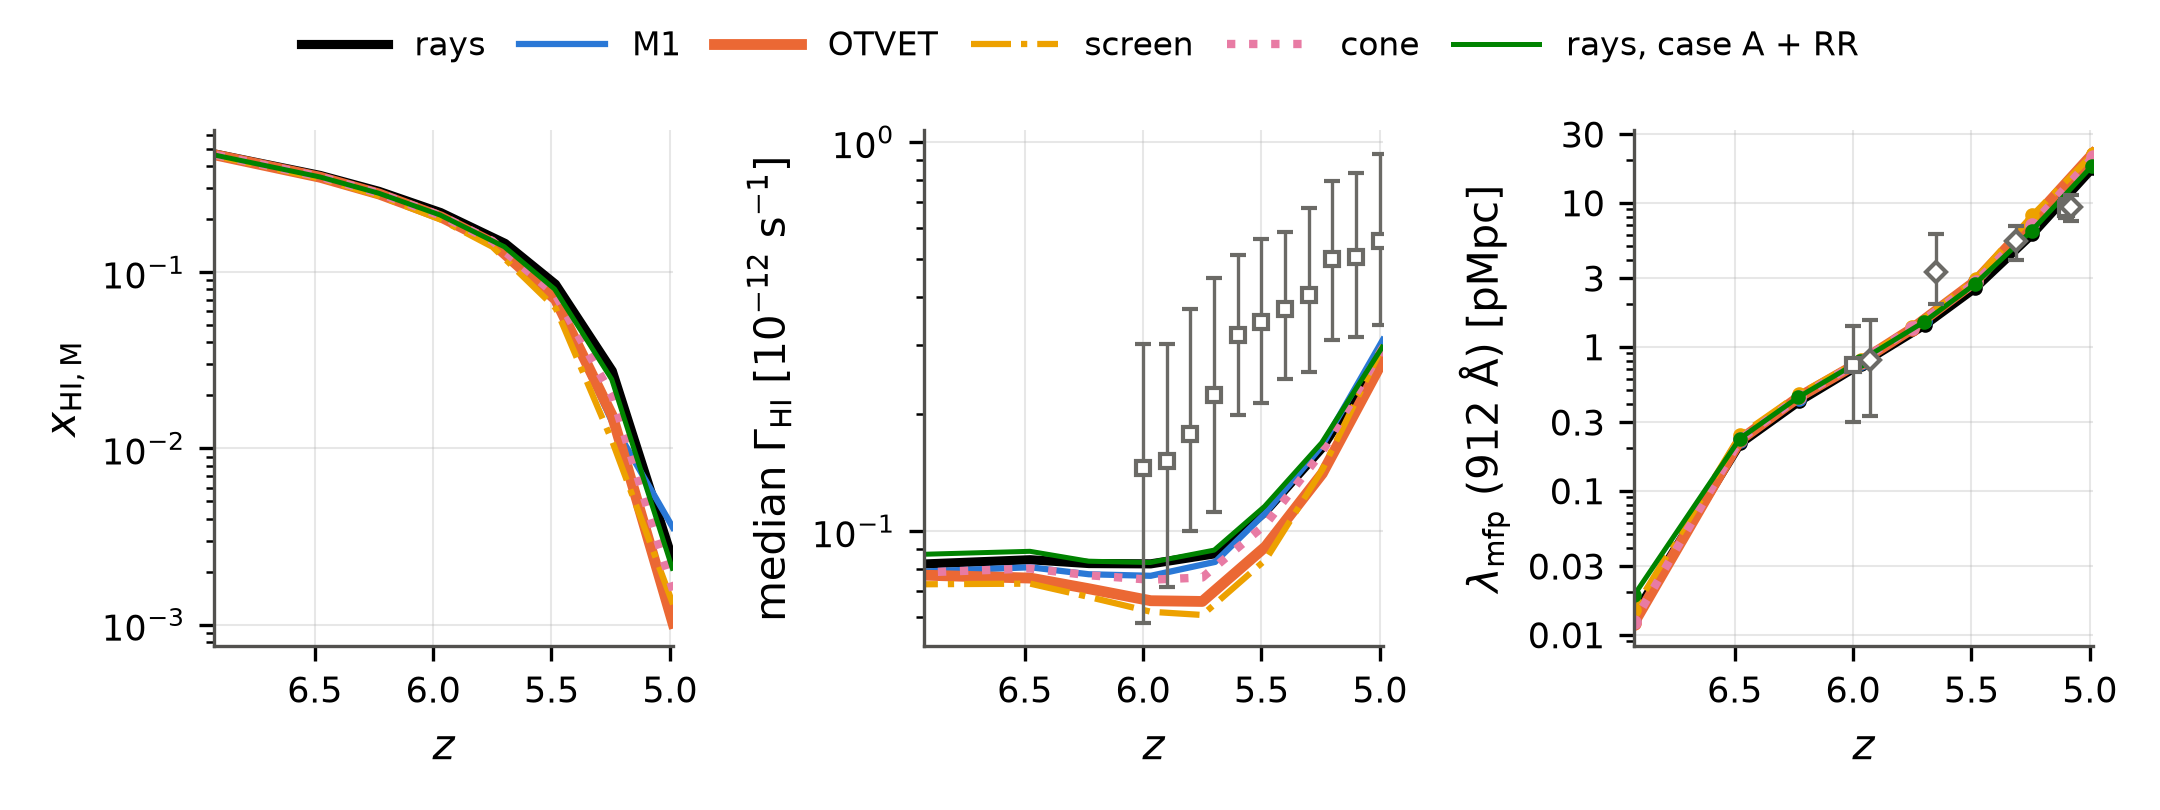 rays M1 OTVET screen cone rays, case A + RR
x_HI, M
10⁻¹
10⁻²
10⁻³
6.5 6.0 5.5 5.0
z
median Γ_HI [10⁻¹² s⁻¹]
10⁰
10⁻¹
6.5 6.0 5.5 5.0
z
λ_mfp (912 Å) [pMpc]
30
10
3
1
0.3
0.1
0.03
0.01
6.5 6.0 5.5 5.0
z